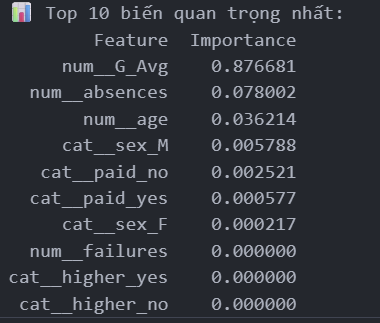 📊 Top 10 biến quan trọng nhất:
Feature Importance
num__G_Avg 0.876681
num__absences 0.078002
num__age 0.036214
cat__sex_M 0.005788
cat__paid_no 0.002521
cat__paid_yes 0.000577
cat__sex_F 0.000217
num__failures 0.000000
cat__higher_yes 0.000000
cat__higher_no 0.000000